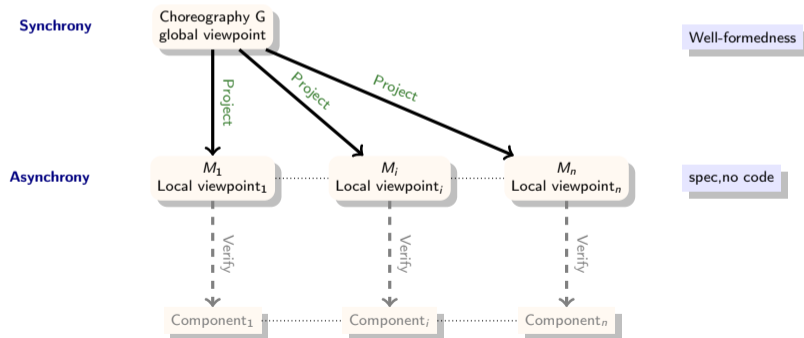 Synchrony
Choreography G
global viewpoint
Well-formedness
Project
Project
Project
Asynchrony
M₁
Local viewpoint₁
Mᵢ
Local viewpointᵢ
Mₙ
Local viewpointₙ
spec,no code
Verify
Verify
Verify
Component₁
Componentᵢ
Componentₙ